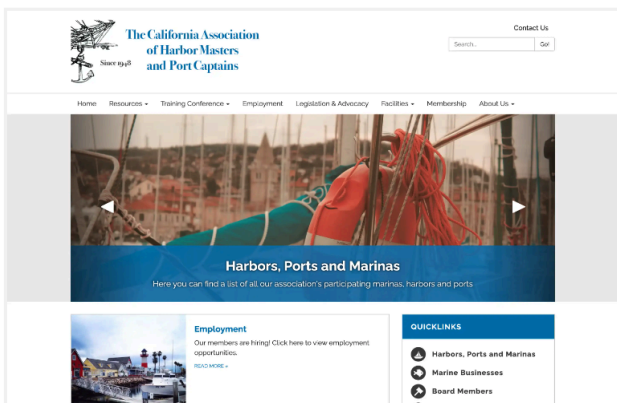 Contact Us
The California Association
of Harbor Masters
and Port Captains
Since 1948
Search...
Go!
Home Resources Training Conference Employment Legislation & Advocacy Facilities Membership About Us
Harbors, Ports and Marinas
Here you can find a list of all our association's participating marinas, harbors and ports
Employment
Our members are hiring! Click here to view employment
opportunities.
READ MORE »
QUICKLINKS
Harbors, Ports and Marinas
Marine Businesses
Board Members